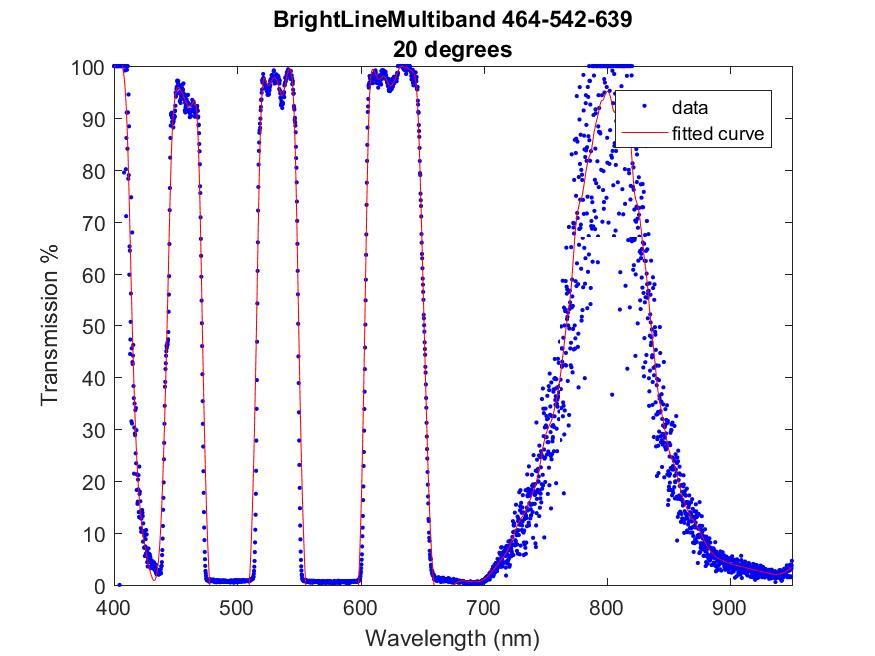 BrightLineMultiband 464-542-639
20 degrees
100
90
80
70
60
50
40
30
20
10
0
Transmission %
data
fitted curve
400
500
600
700
800
900
Wavelength (nm)